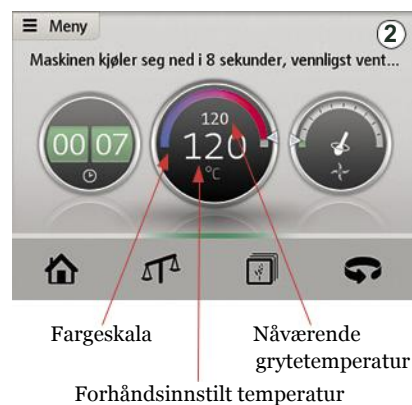 Meny
2
Maskinen kjøler seg ned i 8 sekunder, vennligst vent...
00 07
120
120
°C
Fargeskala
Nåværende
grytetemperatur
Forhåndsinnstilt temperatur